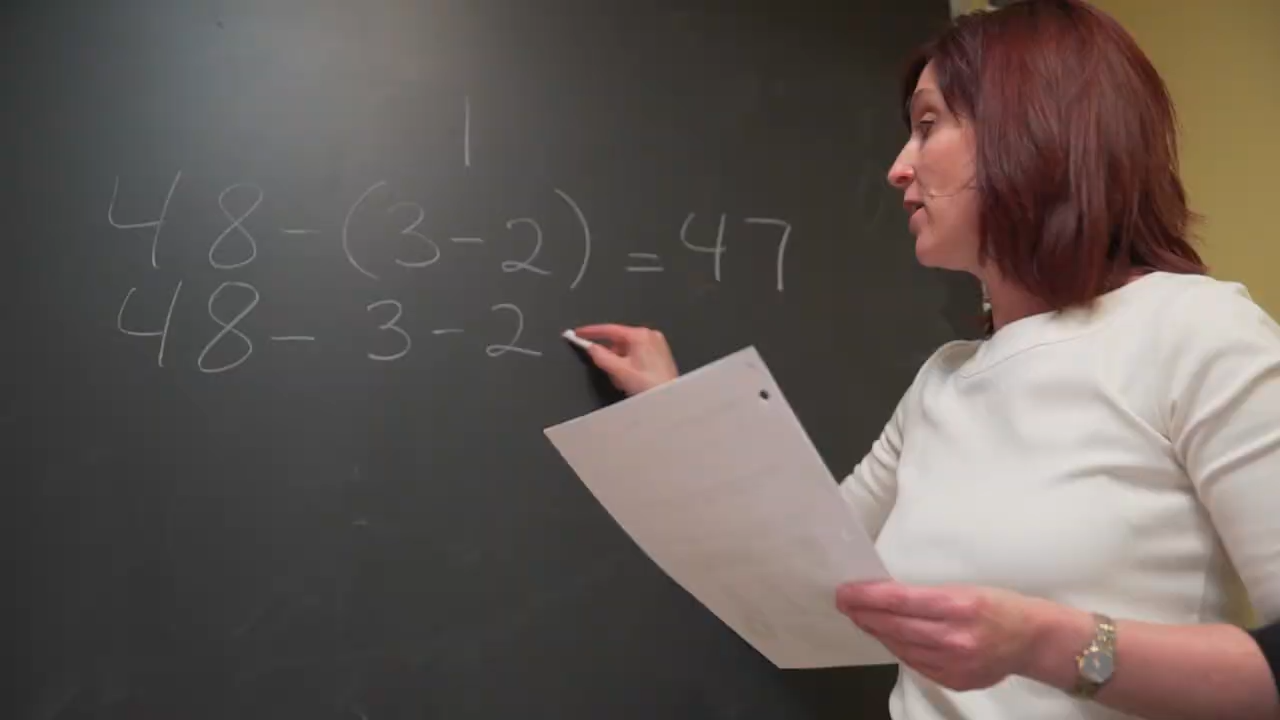 1
48 - (3 - 2) = 47
48 - 3 - 2